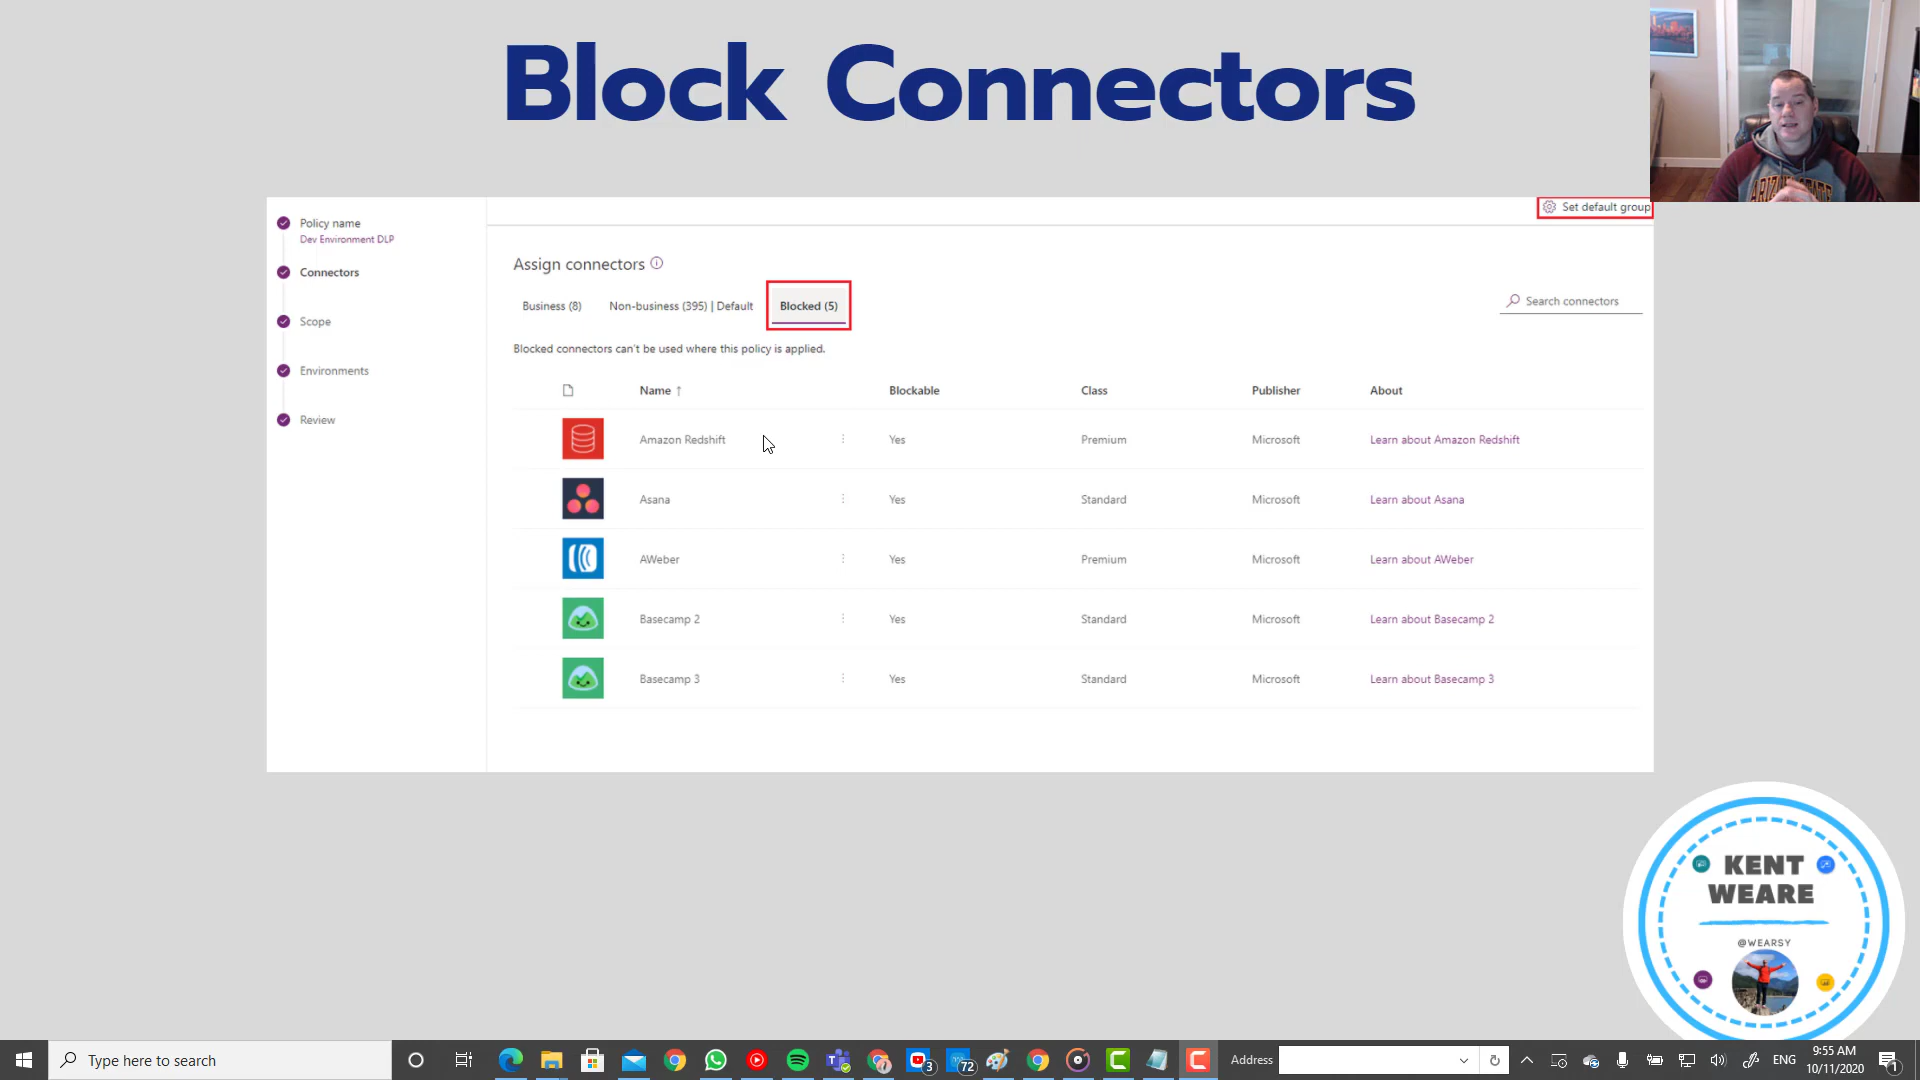 Block Connectors
Set default group
Policy name
Dev Environment DLP
Connectors
Scope
Environments
Review
Assign connectors
Business (8)
Non-business (395) | Default
Blocked (5)
Search connectors
Blocked connectors can't be used where this policy is applied.
Name ↑
Blockable
Class
Publisher
About
Amazon Redshift
Yes
Premium
Microsoft
Learn about Amazon Redshift
Asana
Yes
Standard
Microsoft
Learn about Asana
AWeber
Yes
Premium
Microsoft
Learn about AWeber
Basecamp 2
Yes
Standard
Microsoft
Learn about Basecamp 2
Basecamp 3
Yes
Standard
Microsoft
Learn about Basecamp 3
KENT
WEARE
@WEARSY
Type here to search
3
72
Address
ENG
9:55 AM
10/11/2020
1